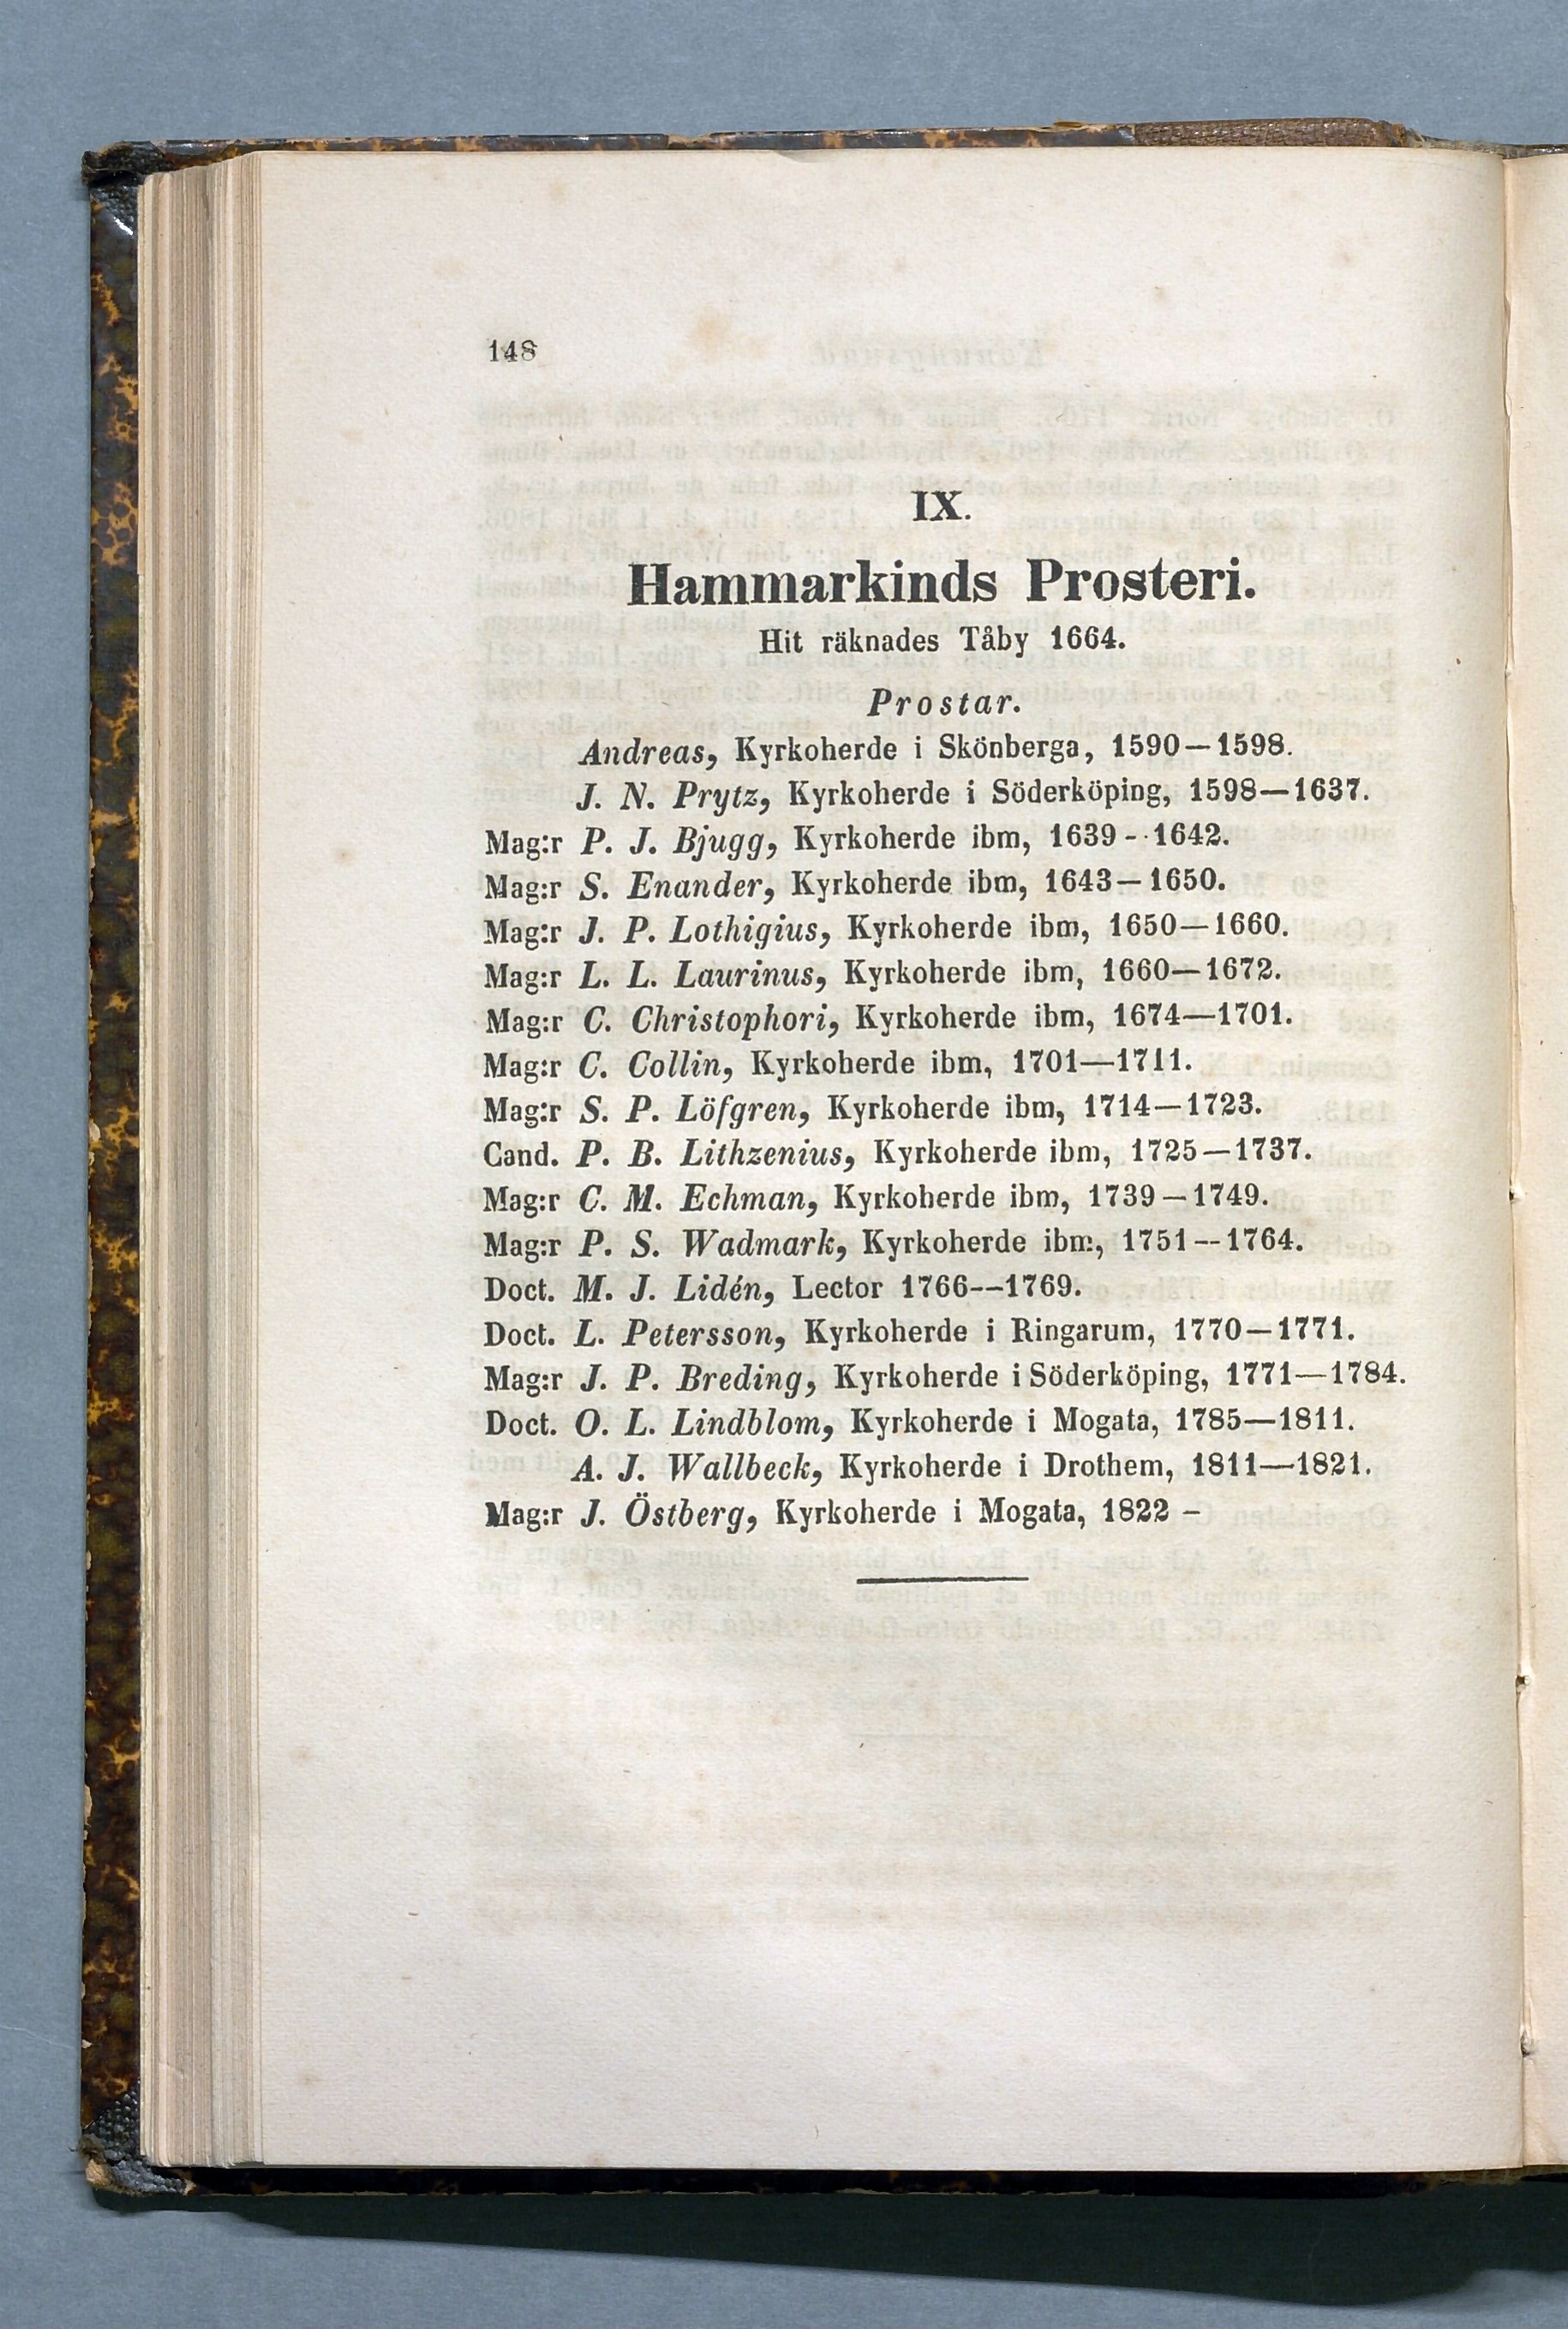 148
IX.
Hammarkinds Prosteri.
Hit räknades Tåby 1664.
Prostar.
Andreas, Kyrkoherde i Skönberga, 1590—1598.
J. N. Prytz, Kyrkoherde i Söderköping, 1598—1637.
Mag:r P. J. Bjugg, Kyrkoherde ibm, 1639--1642.
Mag:r S. Enander, Kyrkoherde ibm, 1643—1650.
Mag:r J. P. Lothigius, Kyrkoherde ibm, 1650—1660.
Mag:r L. L. Laurinus, Kyrkoherde ibm, 1660—1672.
Mag:r C. Christophori, Kyrkoherde ibm, 1674—1701.
Mag:r C. Collin, Kyrkoherde ibm, 1701—1711.
Mag:r S. P. Löfgren, Kyrkoherde ibm, 1714—1723.
Cand. P. B. Lithzenius, Kyrkoherde ibm, 1725—1737.
Mag:r C. M. Echman, Kyrkoherde ibm, 1739—1749.
Mag:r P. S. Wadmark, Kyrkoherde ibm, 1751--1764.
Doct. M. J. Lidén, Lector 1766--1769.
Doct. L. Petersson, Kyrkoherde i Ringarum, 1770—1771.
Mag:r J. P. Breding, Kyrkoherde i Söderköping, 1771—1784.
Doct. O. L. Lindblom, Kyrkoherde i Mogata, 1785—1811.
A. J. Wallbeck, Kyrkoherde i Drothem, 1811—1821.
Mag:r J. Östberg, Kyrkoherde i Mogata, 1822 –